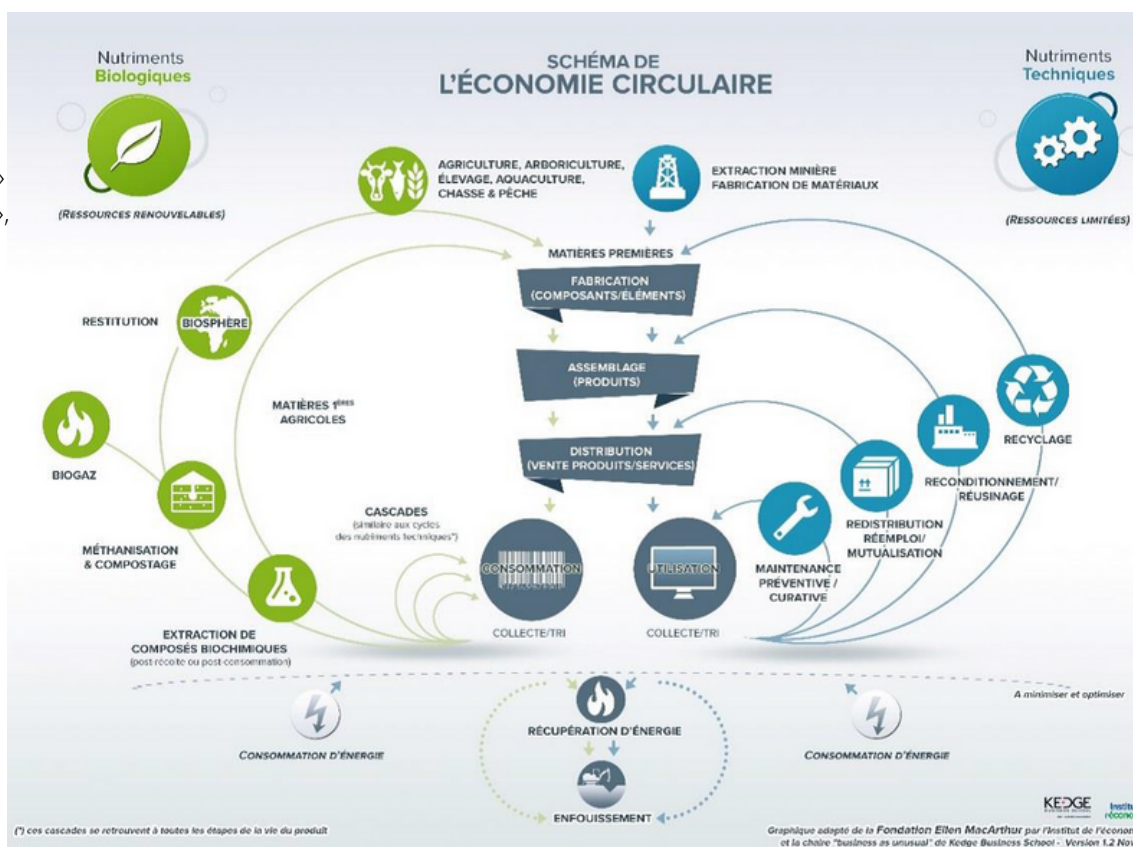 SCHÉMA DE
L'ÉCONOMIE CIRCULAIRE
Nutriments
Biologiques
(RESSOURCES RENOUVELABLES)
Nutriments
Techniques
(RESSOURCES LIMITÉES)
»
»,
AGRICULTURE, ARBORICULTURE,
ÉLEVAGE, AQUACULTURE,
CHASSE & PÊCHE
EXTRACTION MINIÈRE
FABRICATION DE MATÉRIAUX
MATIÈRES PREMIÈRES
FABRICATION
(COMPOSANTS/ÉLÉMENTS)
RESTITUTION
BIOSPHÈRE
ASSEMBLAGE
(PRODUITS)
MATIÈRES 1ÈRES
AGRICOLES
RECYCLAGE
BIOGAZ
DISTRIBUTION
(VENTE PRODUITS/SERVICES)
RECONDITIONNEMENT/
RÉUSINAGE
CASCADES
(similaire aux cycles
des nutriments techniques*)
REDISTRIBUTION
RÉEMPLOI/
MUTUALISATION
MÉTHANISATION
& COMPOSTAGE
CONSOMMATION
UTILISATION
MAINTENANCE
PRÉVENTIVE /
CURATIVE
COLLECTE/TRI
COLLECTE/TRI
EXTRACTION DE
COMPOSÉS BIOCHIMIQUES
(post-récolte ou post-consommation)
A minimiser et optimiser
RÉCUPÉRATION D'ÉNERGIE
CONSOMMATION D'ÉNERGIE
CONSOMMATION D'ÉNERGIE
ENFOUISSEMENT
KEDGE
Institu
récono
(*) ces cascades se retrouvent à toutes les étapes de la vie du produit
Graphique adapté de la Fondation Ellen MacArthur par l'Institut de l'économ
et la chaire "business as unusual" de Kedge Business School - Version 1.2 Nov